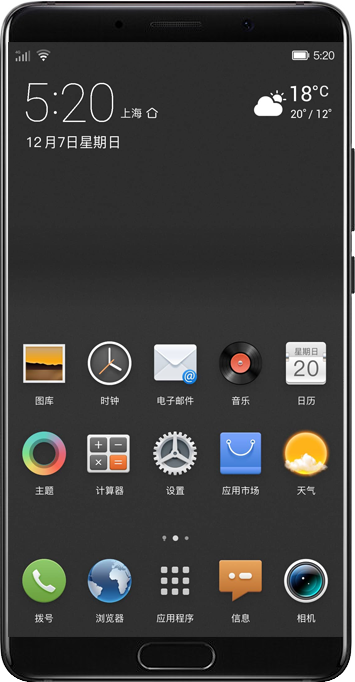 5:20
5:20 上海
18°C
20° / 12°
12月7日星期日
星期日
20
图库 时钟 电子邮件 音乐 日历
主题 计算器 设置 应用市场 天气
拨号 浏览器 应用程序 信息 相机